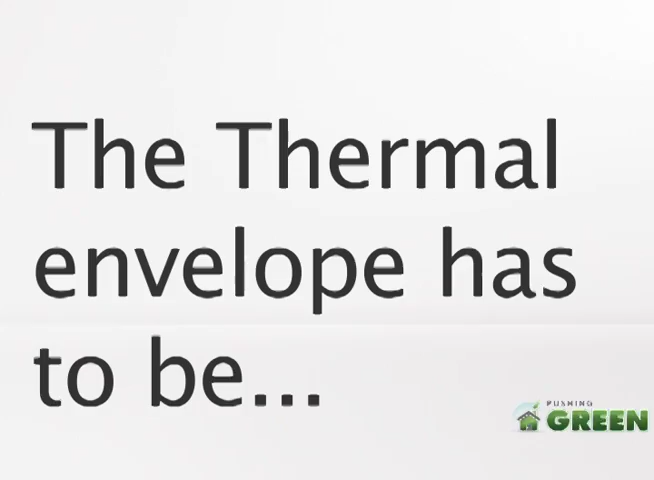 The Thermal
envelope has
to be...
PUSHING
GREEN